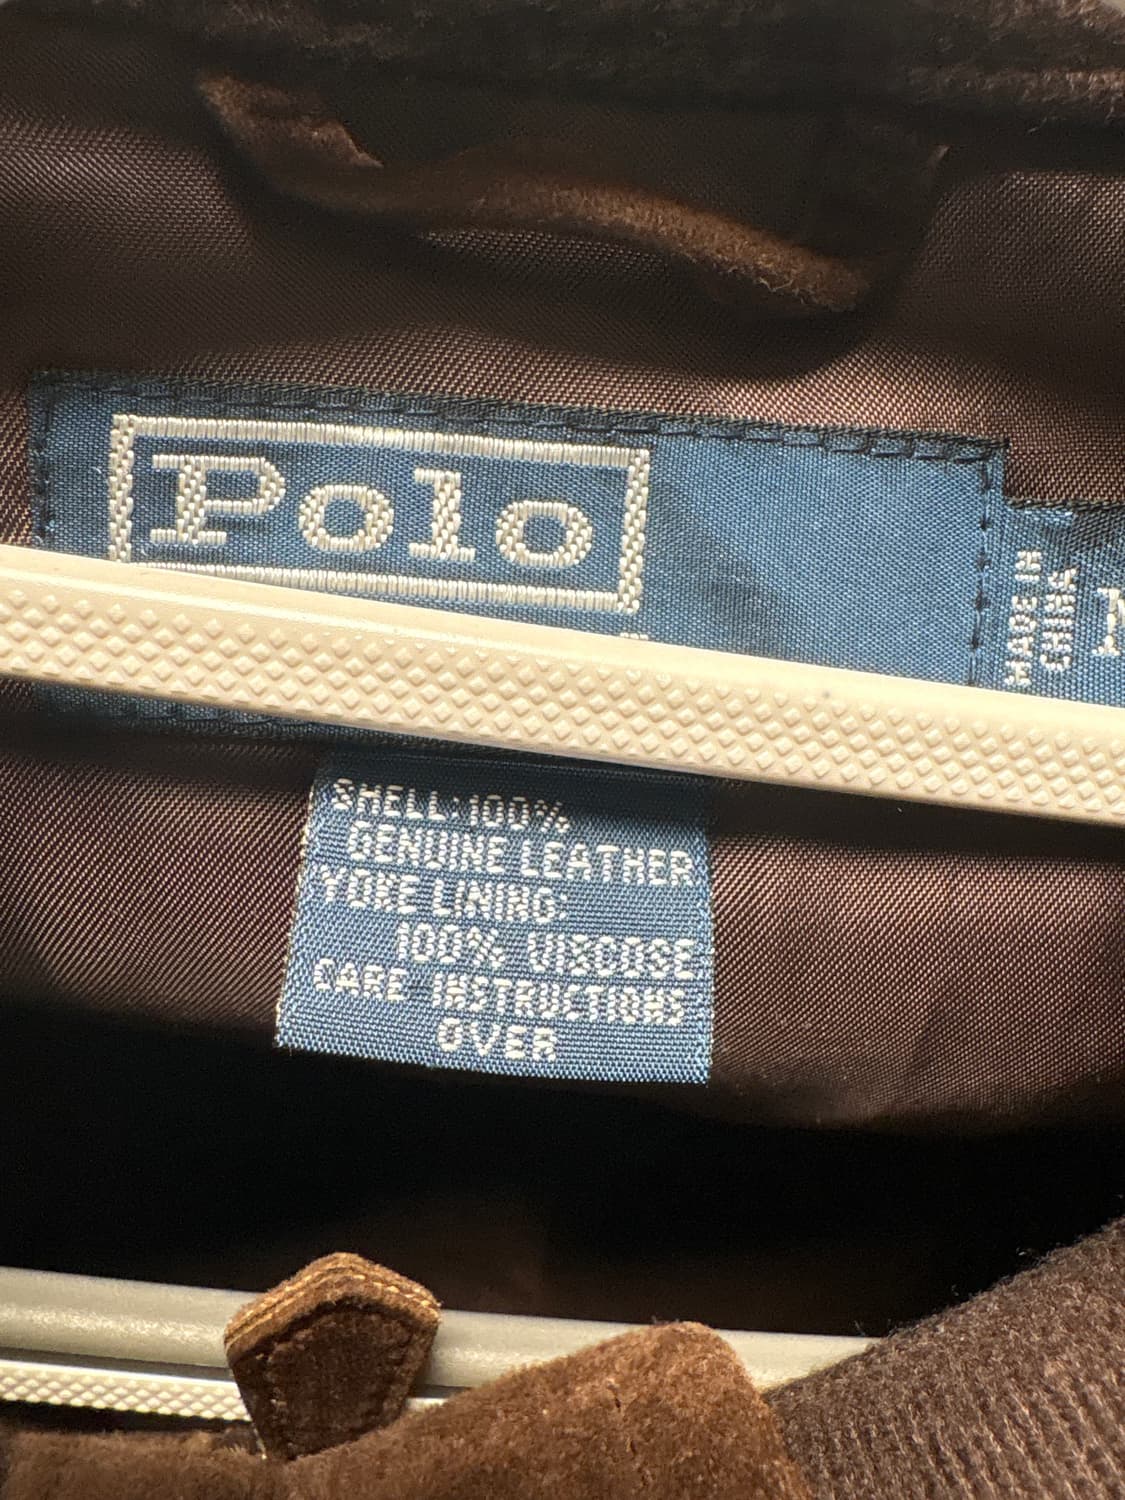 Polo
MADE IN
CHINA
M
SHELL: 100%
GENUINE LEATHER
YOKE LINING:
100% VISCOSE
CARE INSTRUCTIONS
OVER